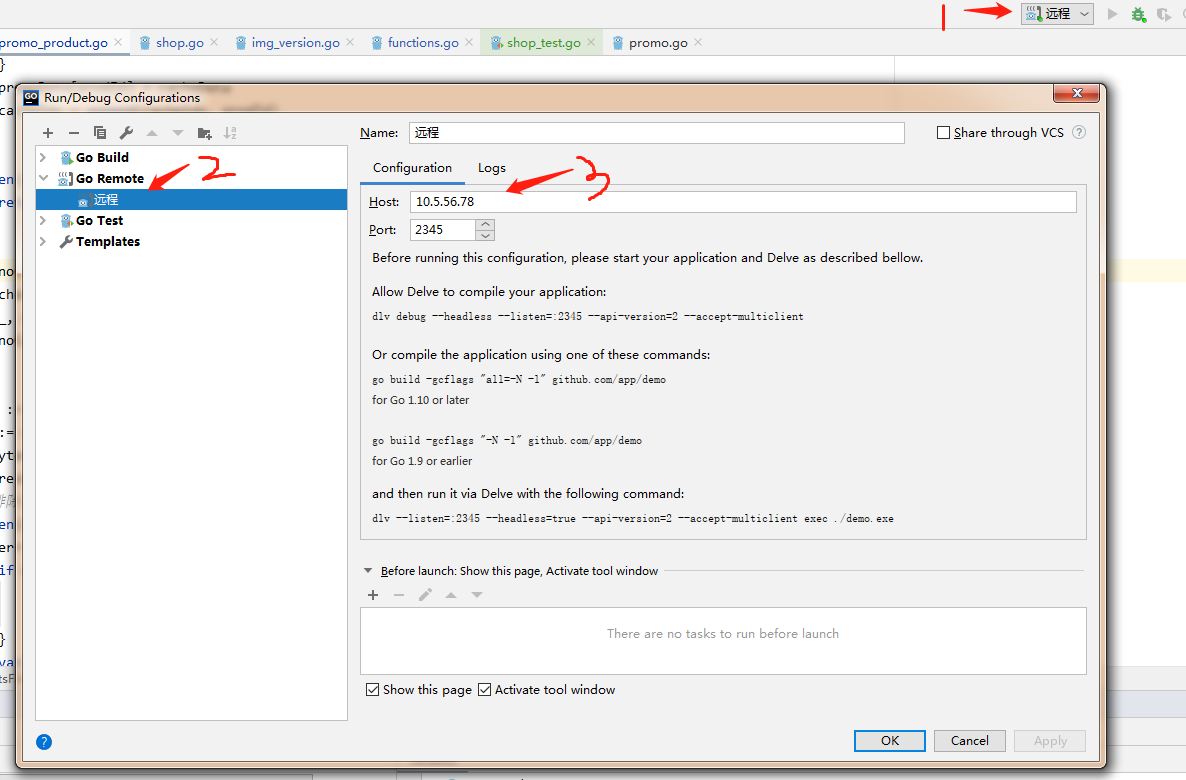 1
远程
promo_product.go
shop.go
img_version.go
functions.go
shop_test.go
promo.go
}
Run/Debug Configurations
Go Build
Go Remote
远程
Go Test
Templates
2
Name: 远程
Share through VCS
Configuration
Logs
3
Host: 10.5.56.78
Port: 2345
Before running this configuration, please start your application and Delve as described bellow.
Allow Delve to compile your application:
dlv debug --headless --listen=:2345 --api-version=2 --accept-multiclient
Or compile the application using one of these commands:
go build -gcflags "all=-N -l" github.com/app/demo
for Go 1.10 or later
go build -gcflags "-N -l" github.com/app/demo
for Go 1.9 or earlier
and then run it via Delve with the following command:
dlv --listen=:2345 --headless=true --api-version=2 --accept-multiclient exec ./demo.exe
Before launch: Show this page, Activate tool window
There are no tasks to run before launch
Show this page
Activate tool window
?
OK
Cancel
Apply